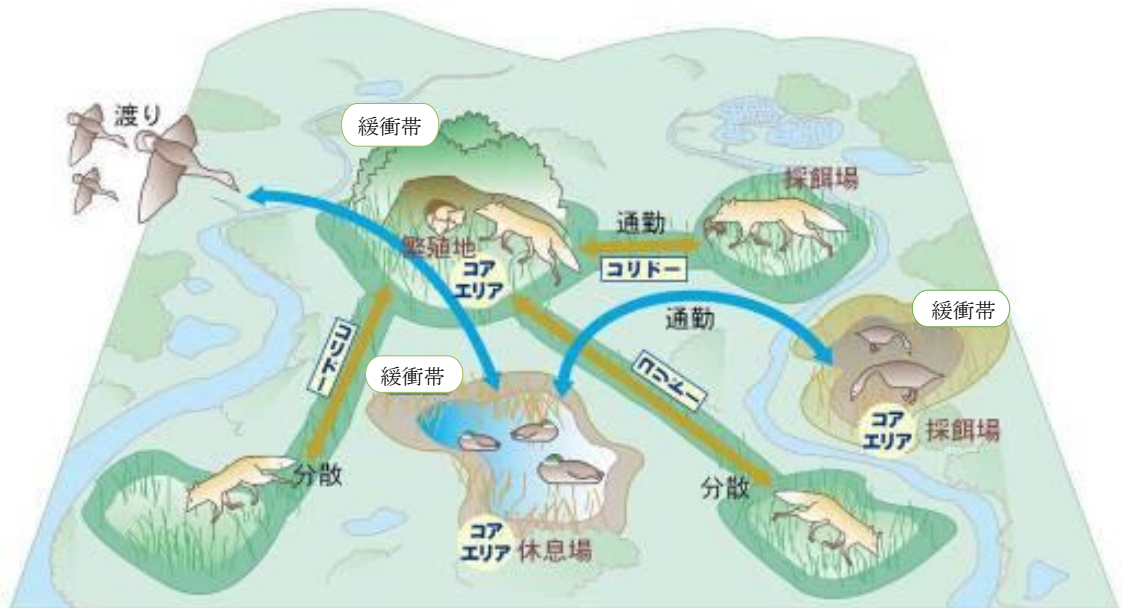 渡り
緩衝帯
採餌場
通勤
繁殖地
コア
エリア
コリドー
緩衝帯
通勤
コリドー
緩衝帯
コリドー
コア
エリア
採餌場
分散
分散
コア
エリア
休息場